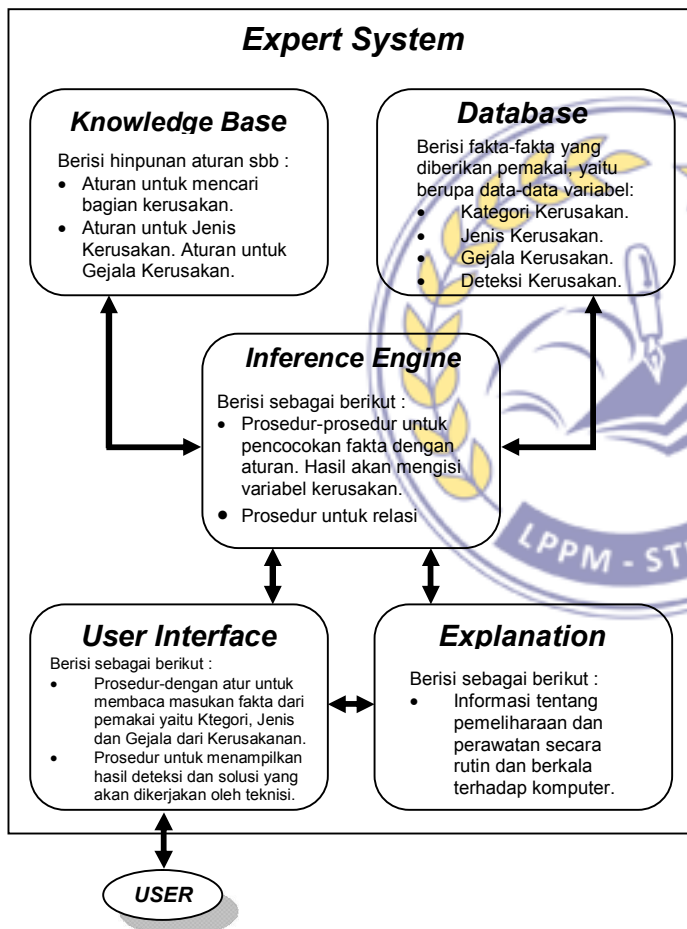 Expert System
Knowledge Base
Berisi hinpunan aturan sbb :
• Aturan untuk mencari
bagian kerusakan.
• Aturan untuk Jenis
Kerusakan. Aturan untuk
Gejala Kerusakan.
Database
Berisi fakta-fakta yang
diberikan pemakai, yaitu
berupa data-data variabel:
• Kategori Kerusakan.
• Jenis Kerusakan.
• Gejala Kerusakan.
• Deteksi Kerusakan.
Inference Engine
Berisi sebagai berikut :
• Prosedur-prosedur untuk
pencocokan fakta dengan
aturan. Hasil akan mengisi
variabel kerusakan.
• Prosedur untuk relasi
LPPM - ST
User Interface
Berisi sebagai berikut :
• Prosedur-dengan atur untuk
membaca masukan fakta dari
pemakai yaitu Ktegori, Jenis
dan Gejala dari Kerusakanan.
• Prosedur untuk menampilkan
hasil deteksi dan solusi yang
akan dikerjakan oleh teknisi.
Explanation
Berisi sebagai berikut :
• Informasi tentang
pemeliharaan dan
perawatan secara
rutin dan berkala
terhadap komputer.
USER